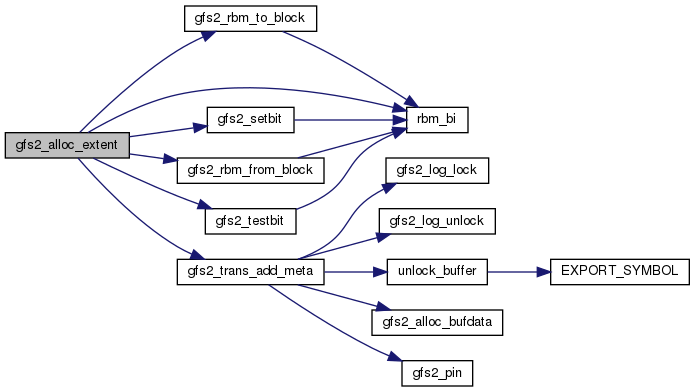 gfs2_rbm_to_block
gfs2_alloc_extent
gfs2_setbit
rbm_bi
gfs2_rbm_from_block
gfs2_log_lock
gfs2_testbit
gfs2_log_unlock
gfs2_trans_add_meta
unlock_buffer
EXPORT_SYMBOL
gfs2_alloc_bufdata
gfs2_pin